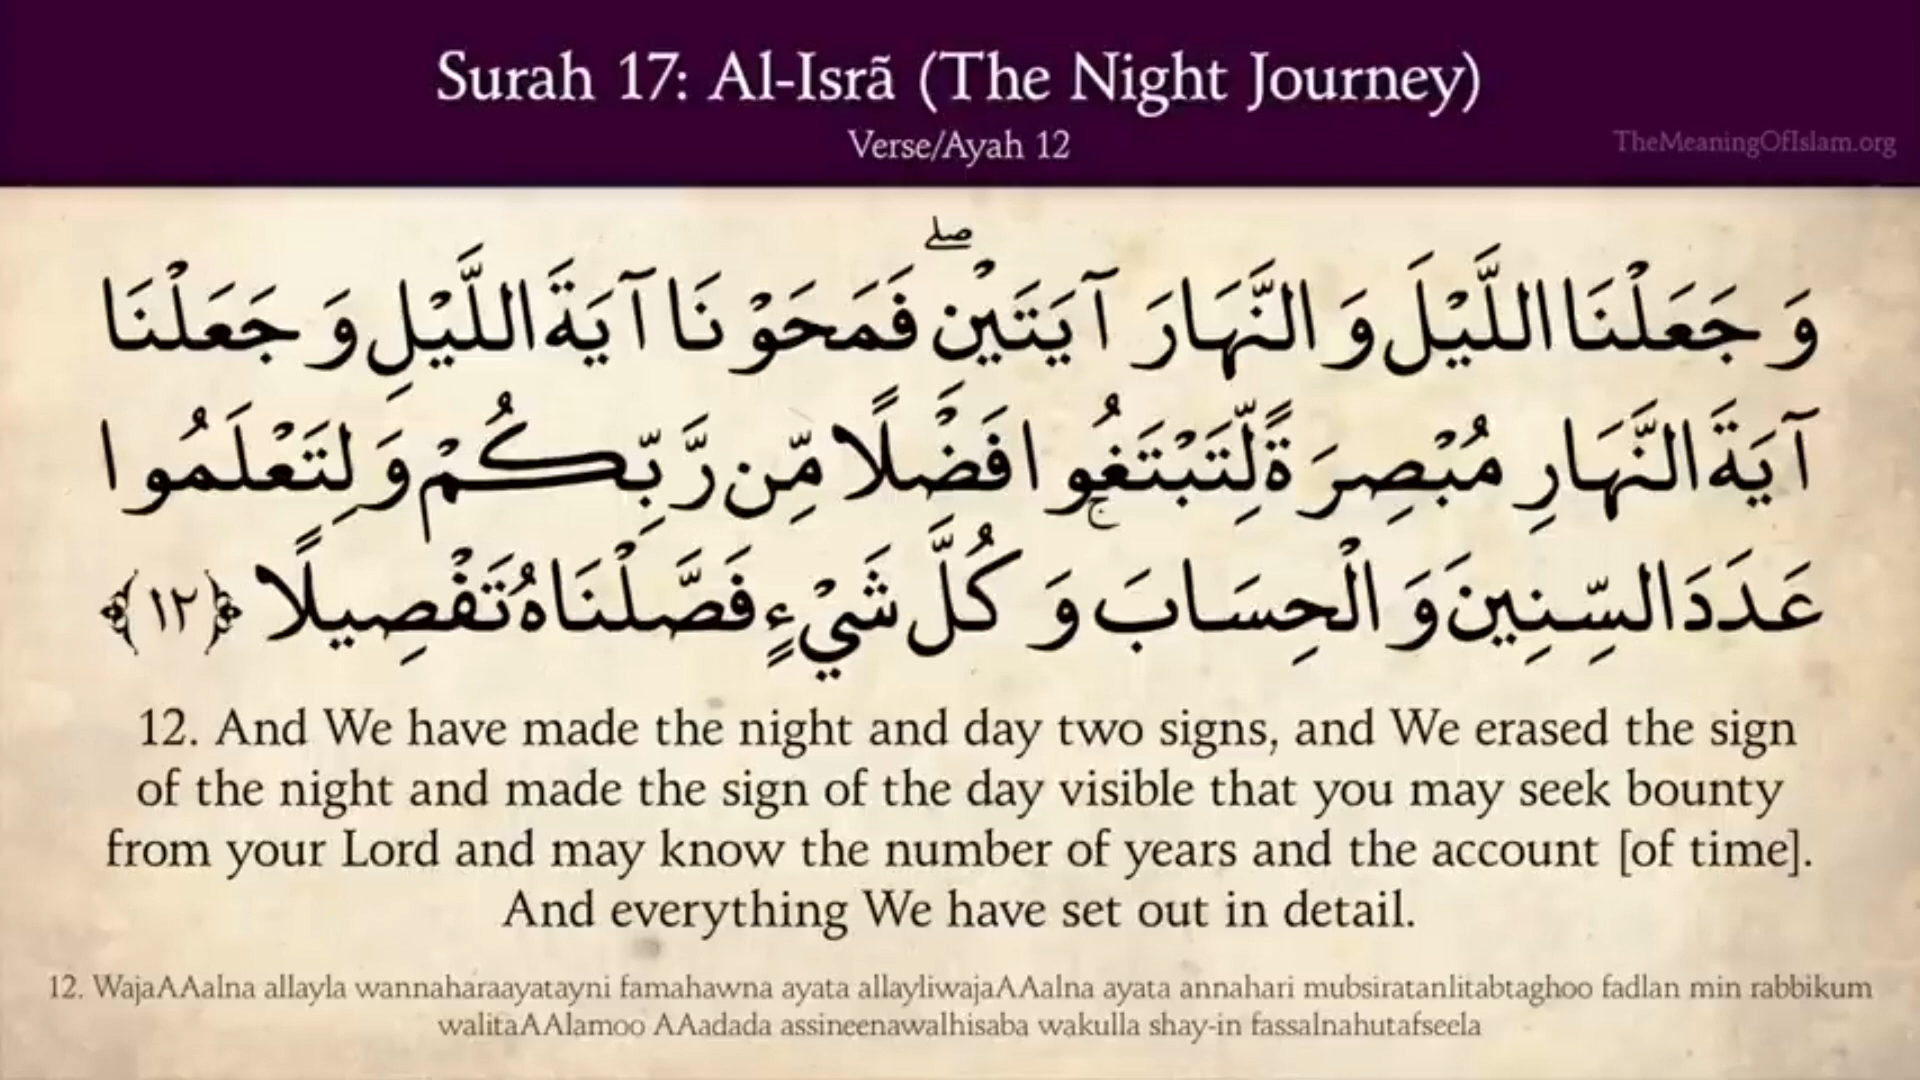 Surah 17: Al-Isrã (The Night Journey)
Verse/Ayah 12
TheMeaningOfIslam.org
وَجَعَلْنَا اللَّيْلَ وَالنَّهَارَ آيَتَيْنِ ۖ فَمَحَوْنَا آيَةَ اللَّيْلِ وَجَعَلْنَا
آيَةَ النَّهَارِ مُبْصِرَةً لِّتَبْتَغُوا فَضْلًا مِّن رَّبِّكُمْ وَلِتَعْلَمُوا
عَدَدَ السِّنِينَ وَالْحِسَابَ ۚ وَكُلَّ شَيْءٍ فَصَّلْنَاهُ تَفْصِيلًا ﴿١٢﴾
12. And We have made the night and day two signs, and We erased the sign
of the night and made the sign of the day visible that you may seek bounty
from your Lord and may know the number of years and the account [of time].
And everything We have set out in detail.
12. WajaAAalna allayla wannaharaayatayni famahawna ayata allayliwajaAAalna ayata annahari mubsiratanlitabtaghoo fadlan min rabbikum
walitaAAlamoo AAadada assineenawalhisaba wakulla shay-in fassalnahutafseela